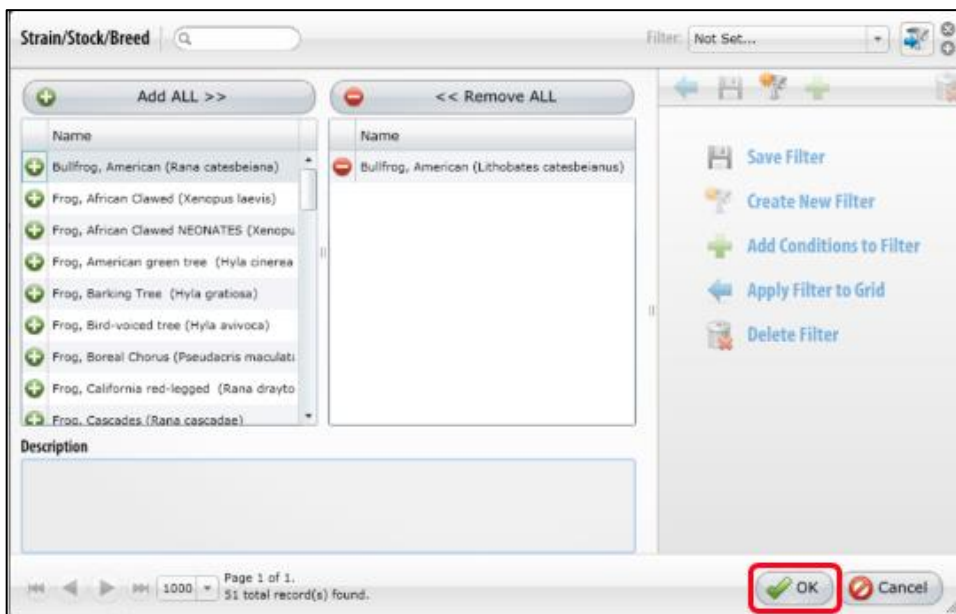 Strain/Stock/Breed
Filter: Not Set...
Add ALL >>
<< Remove ALL
Name
Name
Bullfrog, American (Rana catesbeiana)
Bullfrog, American (Lithobates catesbeianus)
Frog, African Clawed (Xenopus laevis)
Frog, African Clawed NEONATES (Xenopu
Frog, American green tree (Hyla cinerea
Frog, Barking Tree (Hyla gratiosa)
Frog, Bird-voiced tree (Hyla avivoca)
Frog, Boreal Chorus (Pseudacris maculata
Frog, California red-legged (Rana drayto
Frog, Cascades (Rana cascadae)
Save Filter
Create New Filter
Add Conditions to Filter
Apply Filter to Grid
Delete Filter
Description
1000
Page 1 of 1.
51 total record(s) found.
OK
Cancel